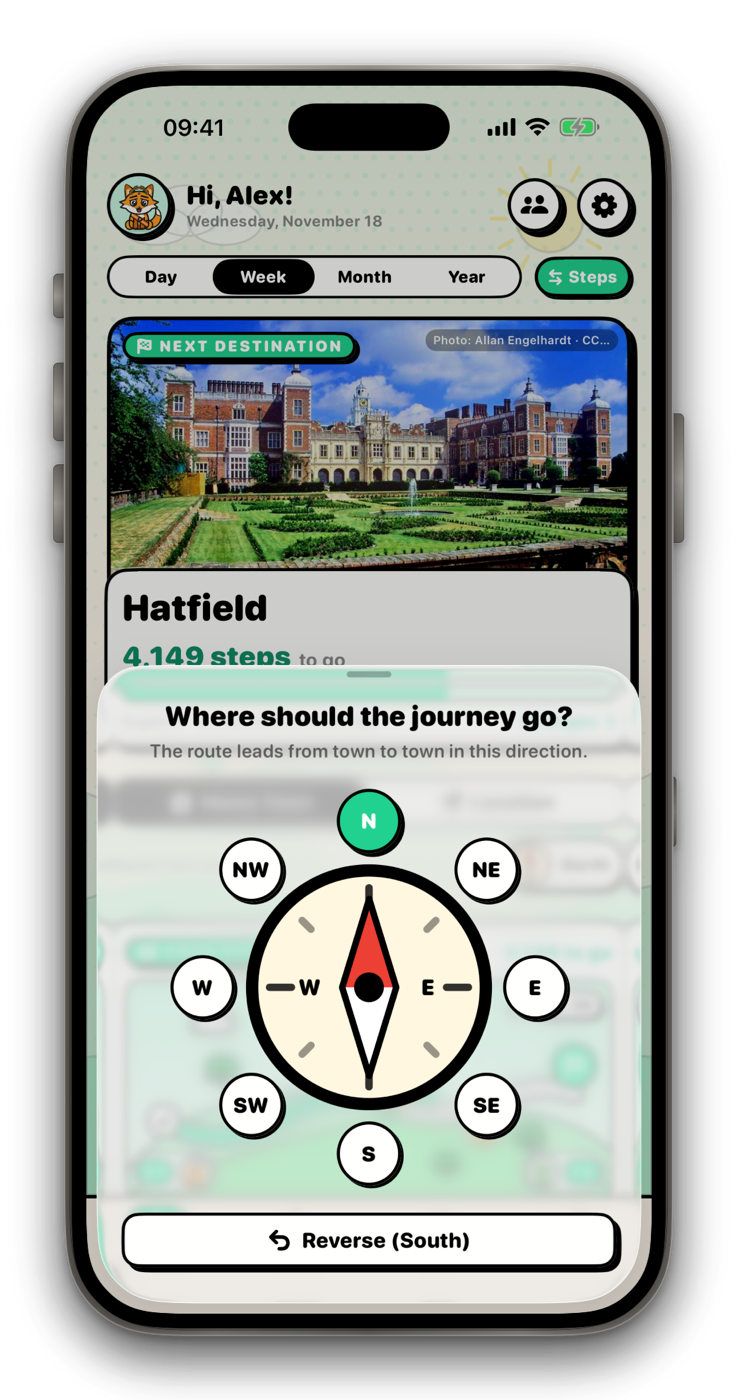 09:41
Hi, Alex!
Wednesday, November 18
Day Week Month Year Steps
NEXT DESTINATION
Photo: Allan Engelhardt · CC...
Hatfield
4,149 steps to go
Where should the journey go?
The route leads from town to town in this direction.
N
NW NE
W W E E
SW SE
S
Reverse (South)